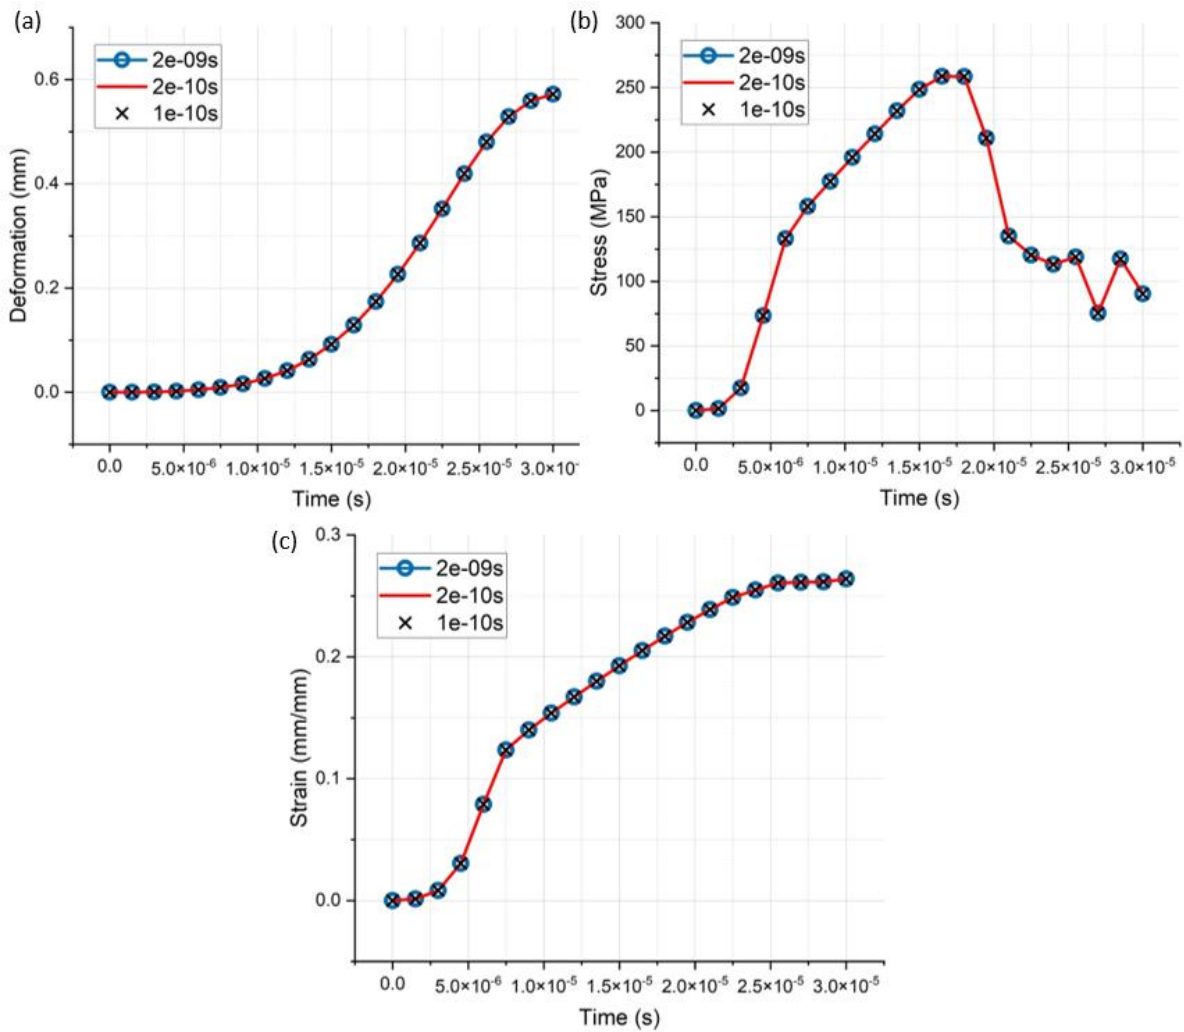 (a)
2e-09s
2e-10s
1e-10s
0.6
0.4
0.2
0.0
Deformation (mm)
0.0 5.0×10⁻⁶ 1.0×10⁻⁵ 1.5×10⁻⁵ 2.0×10⁻⁵ 2.5×10⁻⁵ 3.0×10⁻
Time (s)
(b)
2e-09s
2e-10s
1e-10s
300
250
200
150
100
50
0
Stress (MPa)
0.0 5.0×10⁻⁶ 1.0×10⁻⁵ 1.5×10⁻⁵ 2.0×10⁻⁵ 2.5×10⁻⁵ 3.0×10⁻⁵
Time (s)
(c)
2e-09s
2e-10s
1e-10s
0.3
0.2
0.1
0.0
Strain (mm/mm)
0.0 5.0×10⁻⁶ 1.0×10⁻⁵ 1.5×10⁻⁵ 2.0×10⁻⁵ 2.5×10⁻⁵ 3.0×10⁻⁵
Time (s)